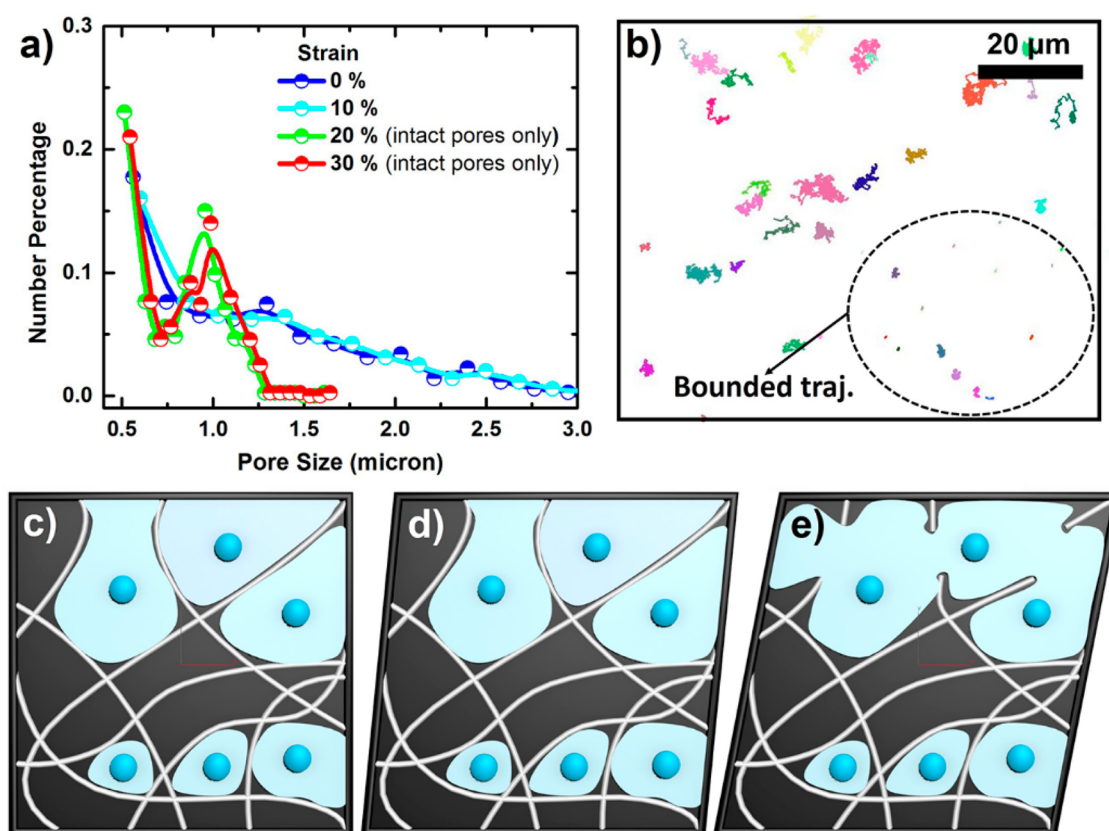 a)
0.3
0.2
0.1
0.0
Number Percentage
Strain
0 %
10 %
20 % (intact pores only)
30 % (intact pores only)
0.5 1.0 1.5 2.0 2.5 3.0
Pore Size (micron)
b)
20 µm
Bounded traj.
c)
d)
e)